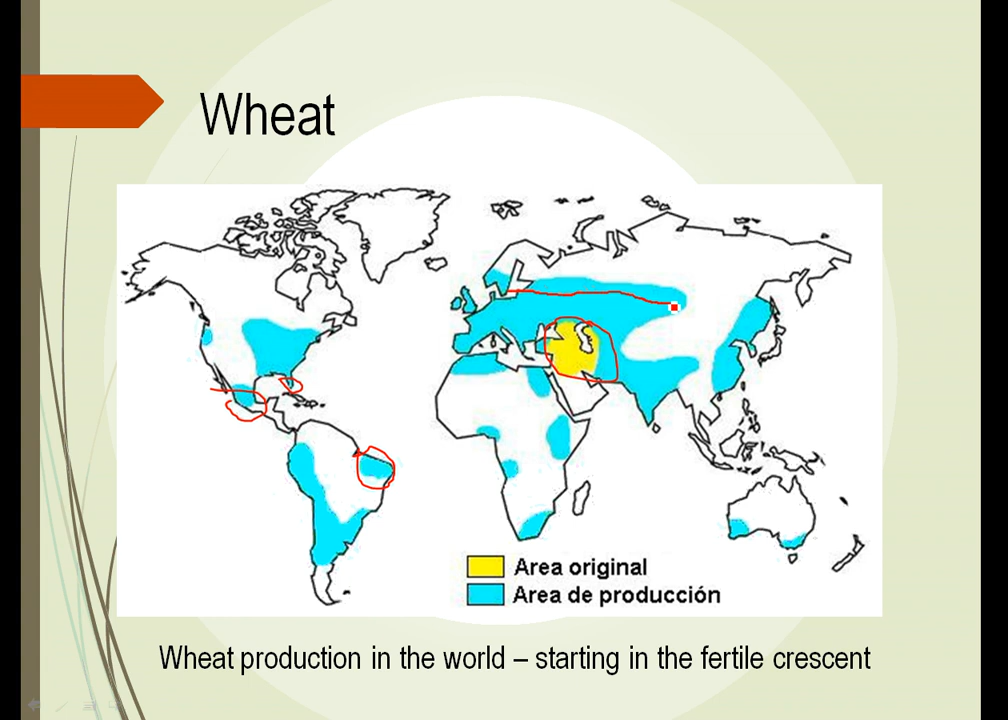 Wheat
Area original
Area de producción
Wheat production in the world – starting in the fertile crescent